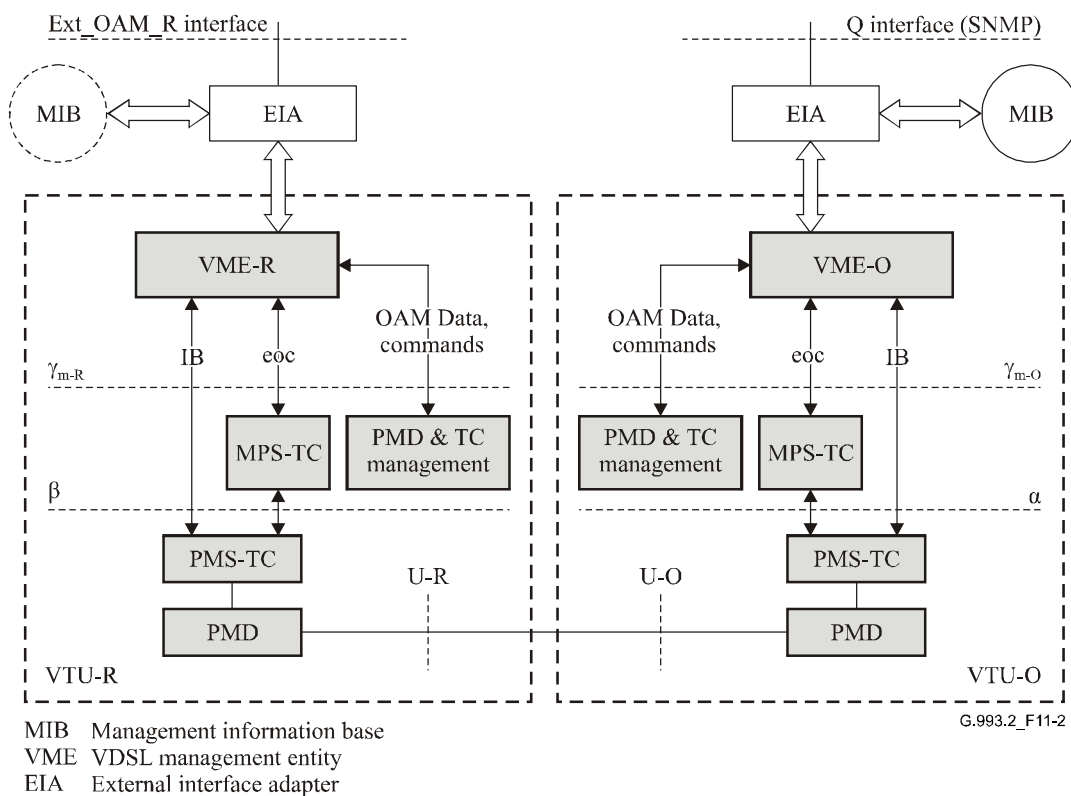 Ext_OAM_R interface
Q interface (SNMP)
MIB
EIA
EIA
MIB
VME-R
VME-O
OAM Data,
commands
OAM Data,
commands
IB
eoc
eoc
IB
γm-R
γm-O
MPS-TC
PMD & TC
management
PMD & TC
management
MPS-TC
β
α
PMS-TC
PMS-TC
U-R
U-O
PMD
PMD
VTU-R
VTU-O
G.993.2_F11-2
MIB Management information base
VME VDSL management entity
EIA External interface adapter